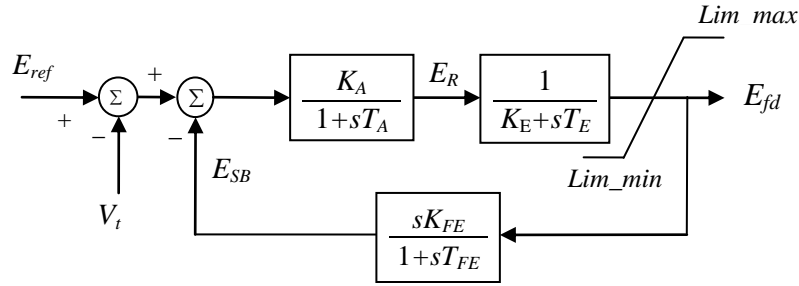 Lim max
E_ref
+
−
Σ
+
−
Σ
K_A
1+sT_A
E_R
1
K_E+sT_E
E_fd
Lim_min
E_SB
V_t
sK_FE
1+sT_FE